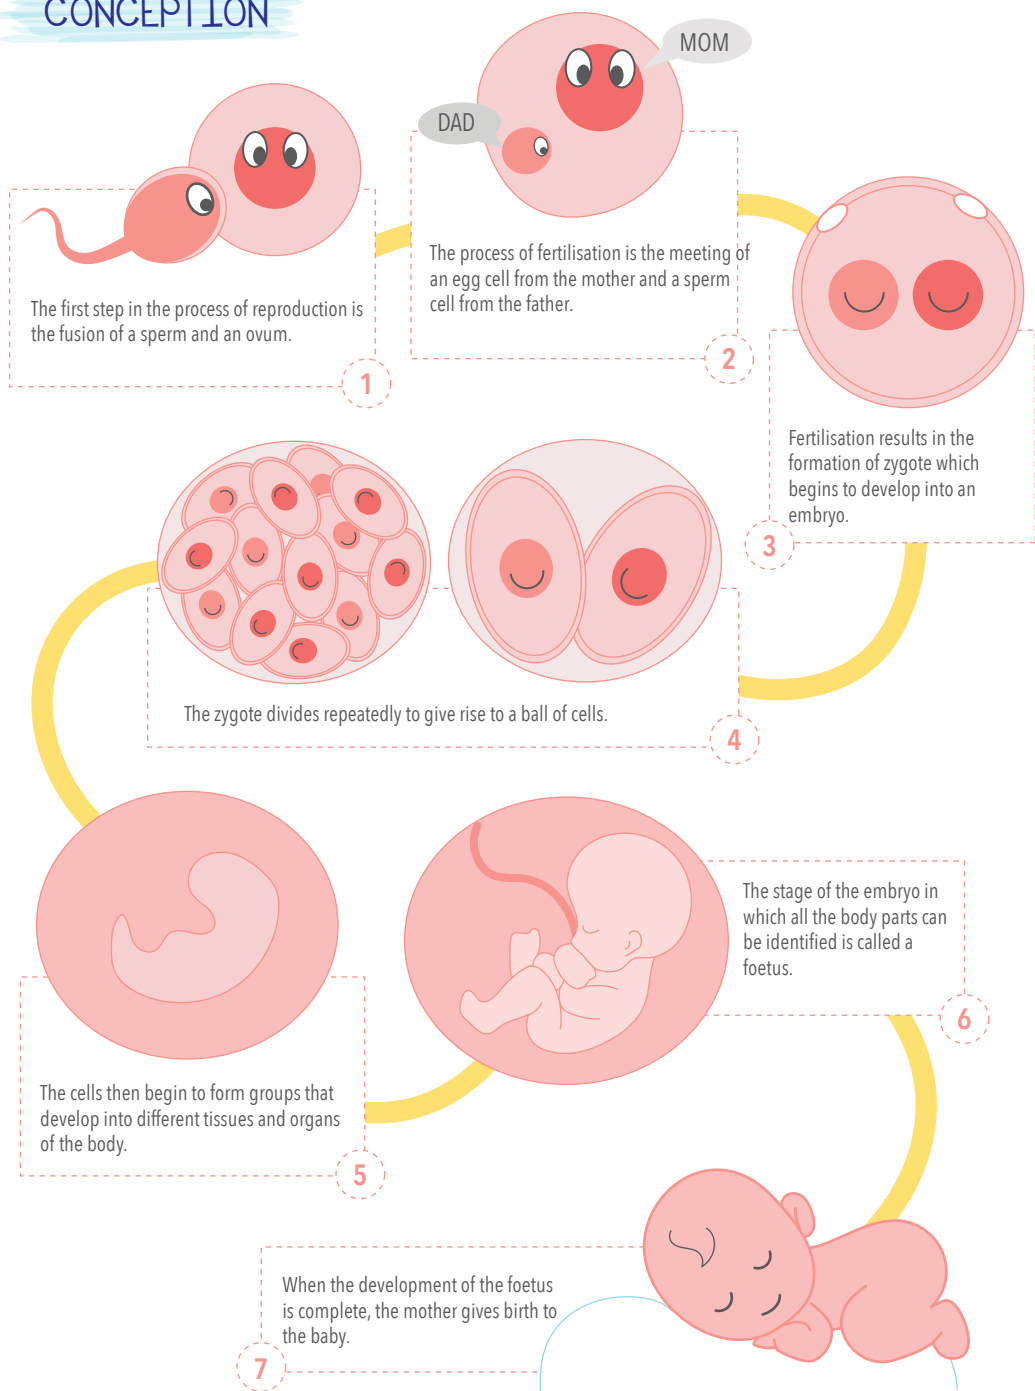 CONCEPTION
MOM
DAD
The first step in the process of reproduction is
the fusion of a sperm and an ovum.
1
The process of fertilisation is the meeting of
an egg cell from the mother and a sperm
cell from the father.
2
Fertilisation results in the
formation of zygote which
begins to develop into an
embryo.
3
The zygote divides repeatedly to give rise to a ball of cells.
4
The cells then begin to form groups that
develop into different tissues and organs
of the body.
5
The stage of the embryo in
which all the body parts can
be identified is called a
foetus.
6
When the development of the foetus
is complete, the mother gives birth to
the baby.
7